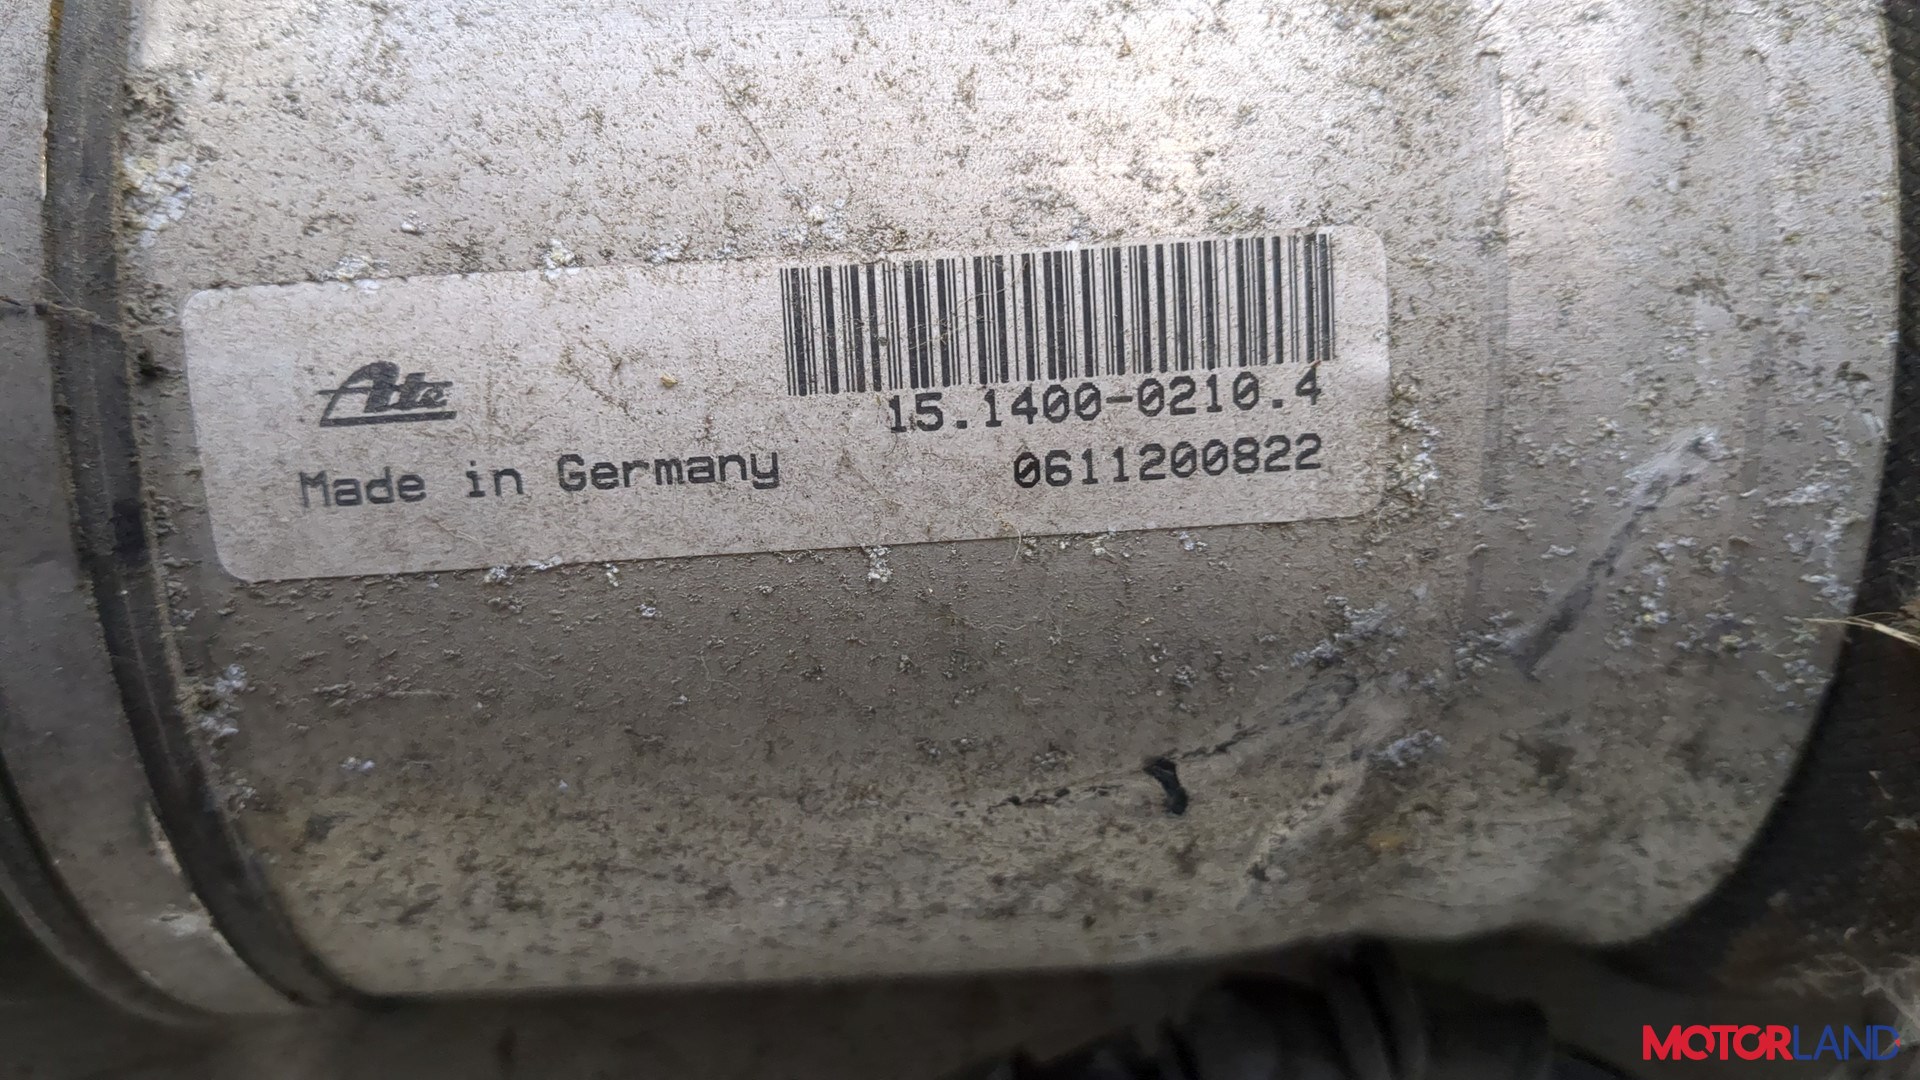 15.1400-0210.4
Ate
Made in Germany
0611200822
MOTORLAND